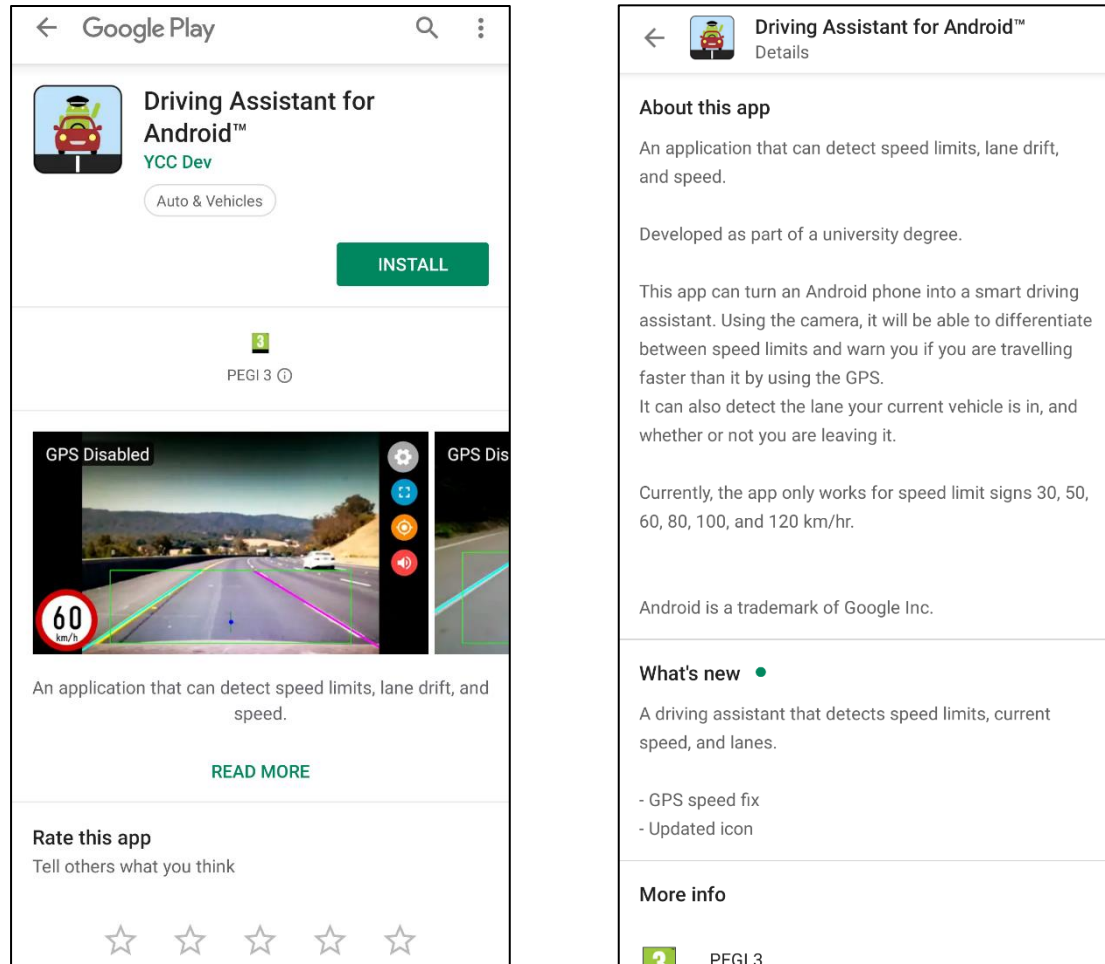 Google Play
Driving Assistant for
Android™
YCC Dev
Auto & Vehicles
INSTALL
3
PEGI 3
GPS Disabled
GPS Dis
60
km/h
An application that can detect speed limits, lane drift, and
speed.
READ MORE
Rate this app
Tell others what you think
Driving Assistant for Android™
Details
About this app
An application that can detect speed limits, lane drift,
and speed.
Developed as part of a university degree.
This app can turn an Android phone into a smart driving
assistant. Using the camera, it will be able to differentiate
between speed limits and warn you if you are travelling
faster than it by using the GPS.
It can also detect the lane your current vehicle is in, and
whether or not you are leaving it.
Currently, the app only works for speed limit signs 30, 50,
60, 80, 100, and 120 km/hr.
Android is a trademark of Google Inc.
What's new
A driving assistant that detects speed limits, current
speed, and lanes.
- GPS speed fix
- Updated icon
More info
3
PEGI 3